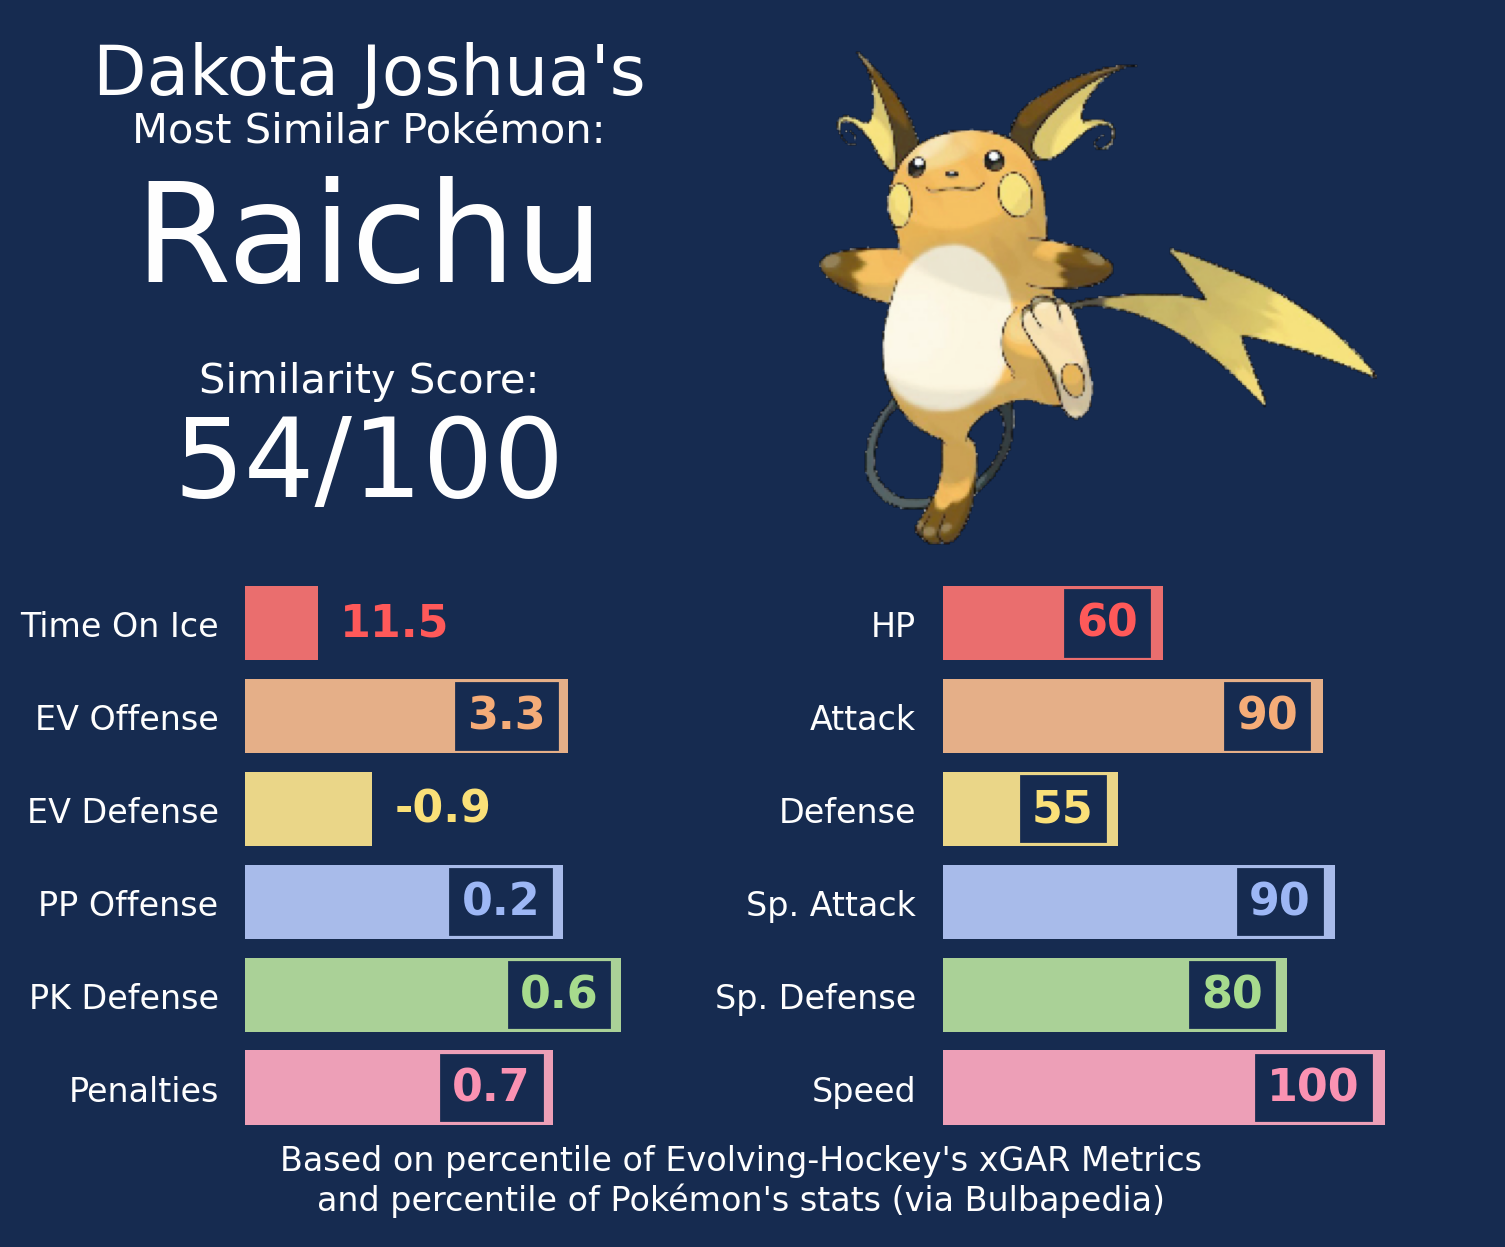 Dakota Joshua's
Most Similar Pokémon:
Raichu
Similarity Score:
54/100
Time On Ice 11.5
EV Offense 3.3
EV Defense -0.9
PP Offense 0.2
PK Defense 0.6
Penalties 0.7
HP 60
Attack 90
Defense 55
Sp. Attack 90
Sp. Defense 80
Speed 100
Based on percentile of Evolving-Hockey's xGAR Metrics
and percentile of Pokémon's stats (via Bulbapedia)